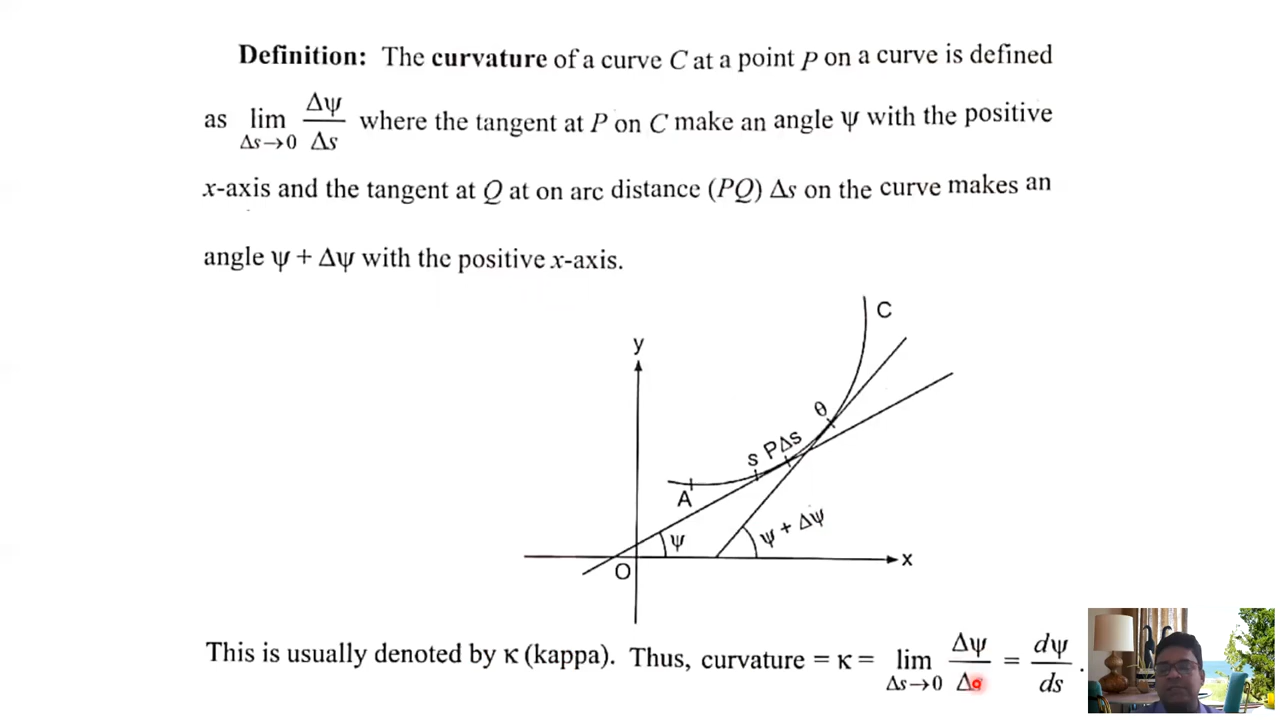 Definition: The curvature of a curve C at a point P on a curve is defined
as lim Δs→0 Δψ/Δs where the tangent at P on C make an angle ψ with the positive
x-axis and the tangent at Q at on arc distance (PQ) Δs on the curve makes an
angle ψ + Δψ with the positive x-axis.
C
y
θ
s P Δs
A
ψ + Δψ
ψ
x
O
This is usually denoted by κ (kappa). Thus, curvature = κ = lim Δs→0 Δψ/Δ = dψ/ds.